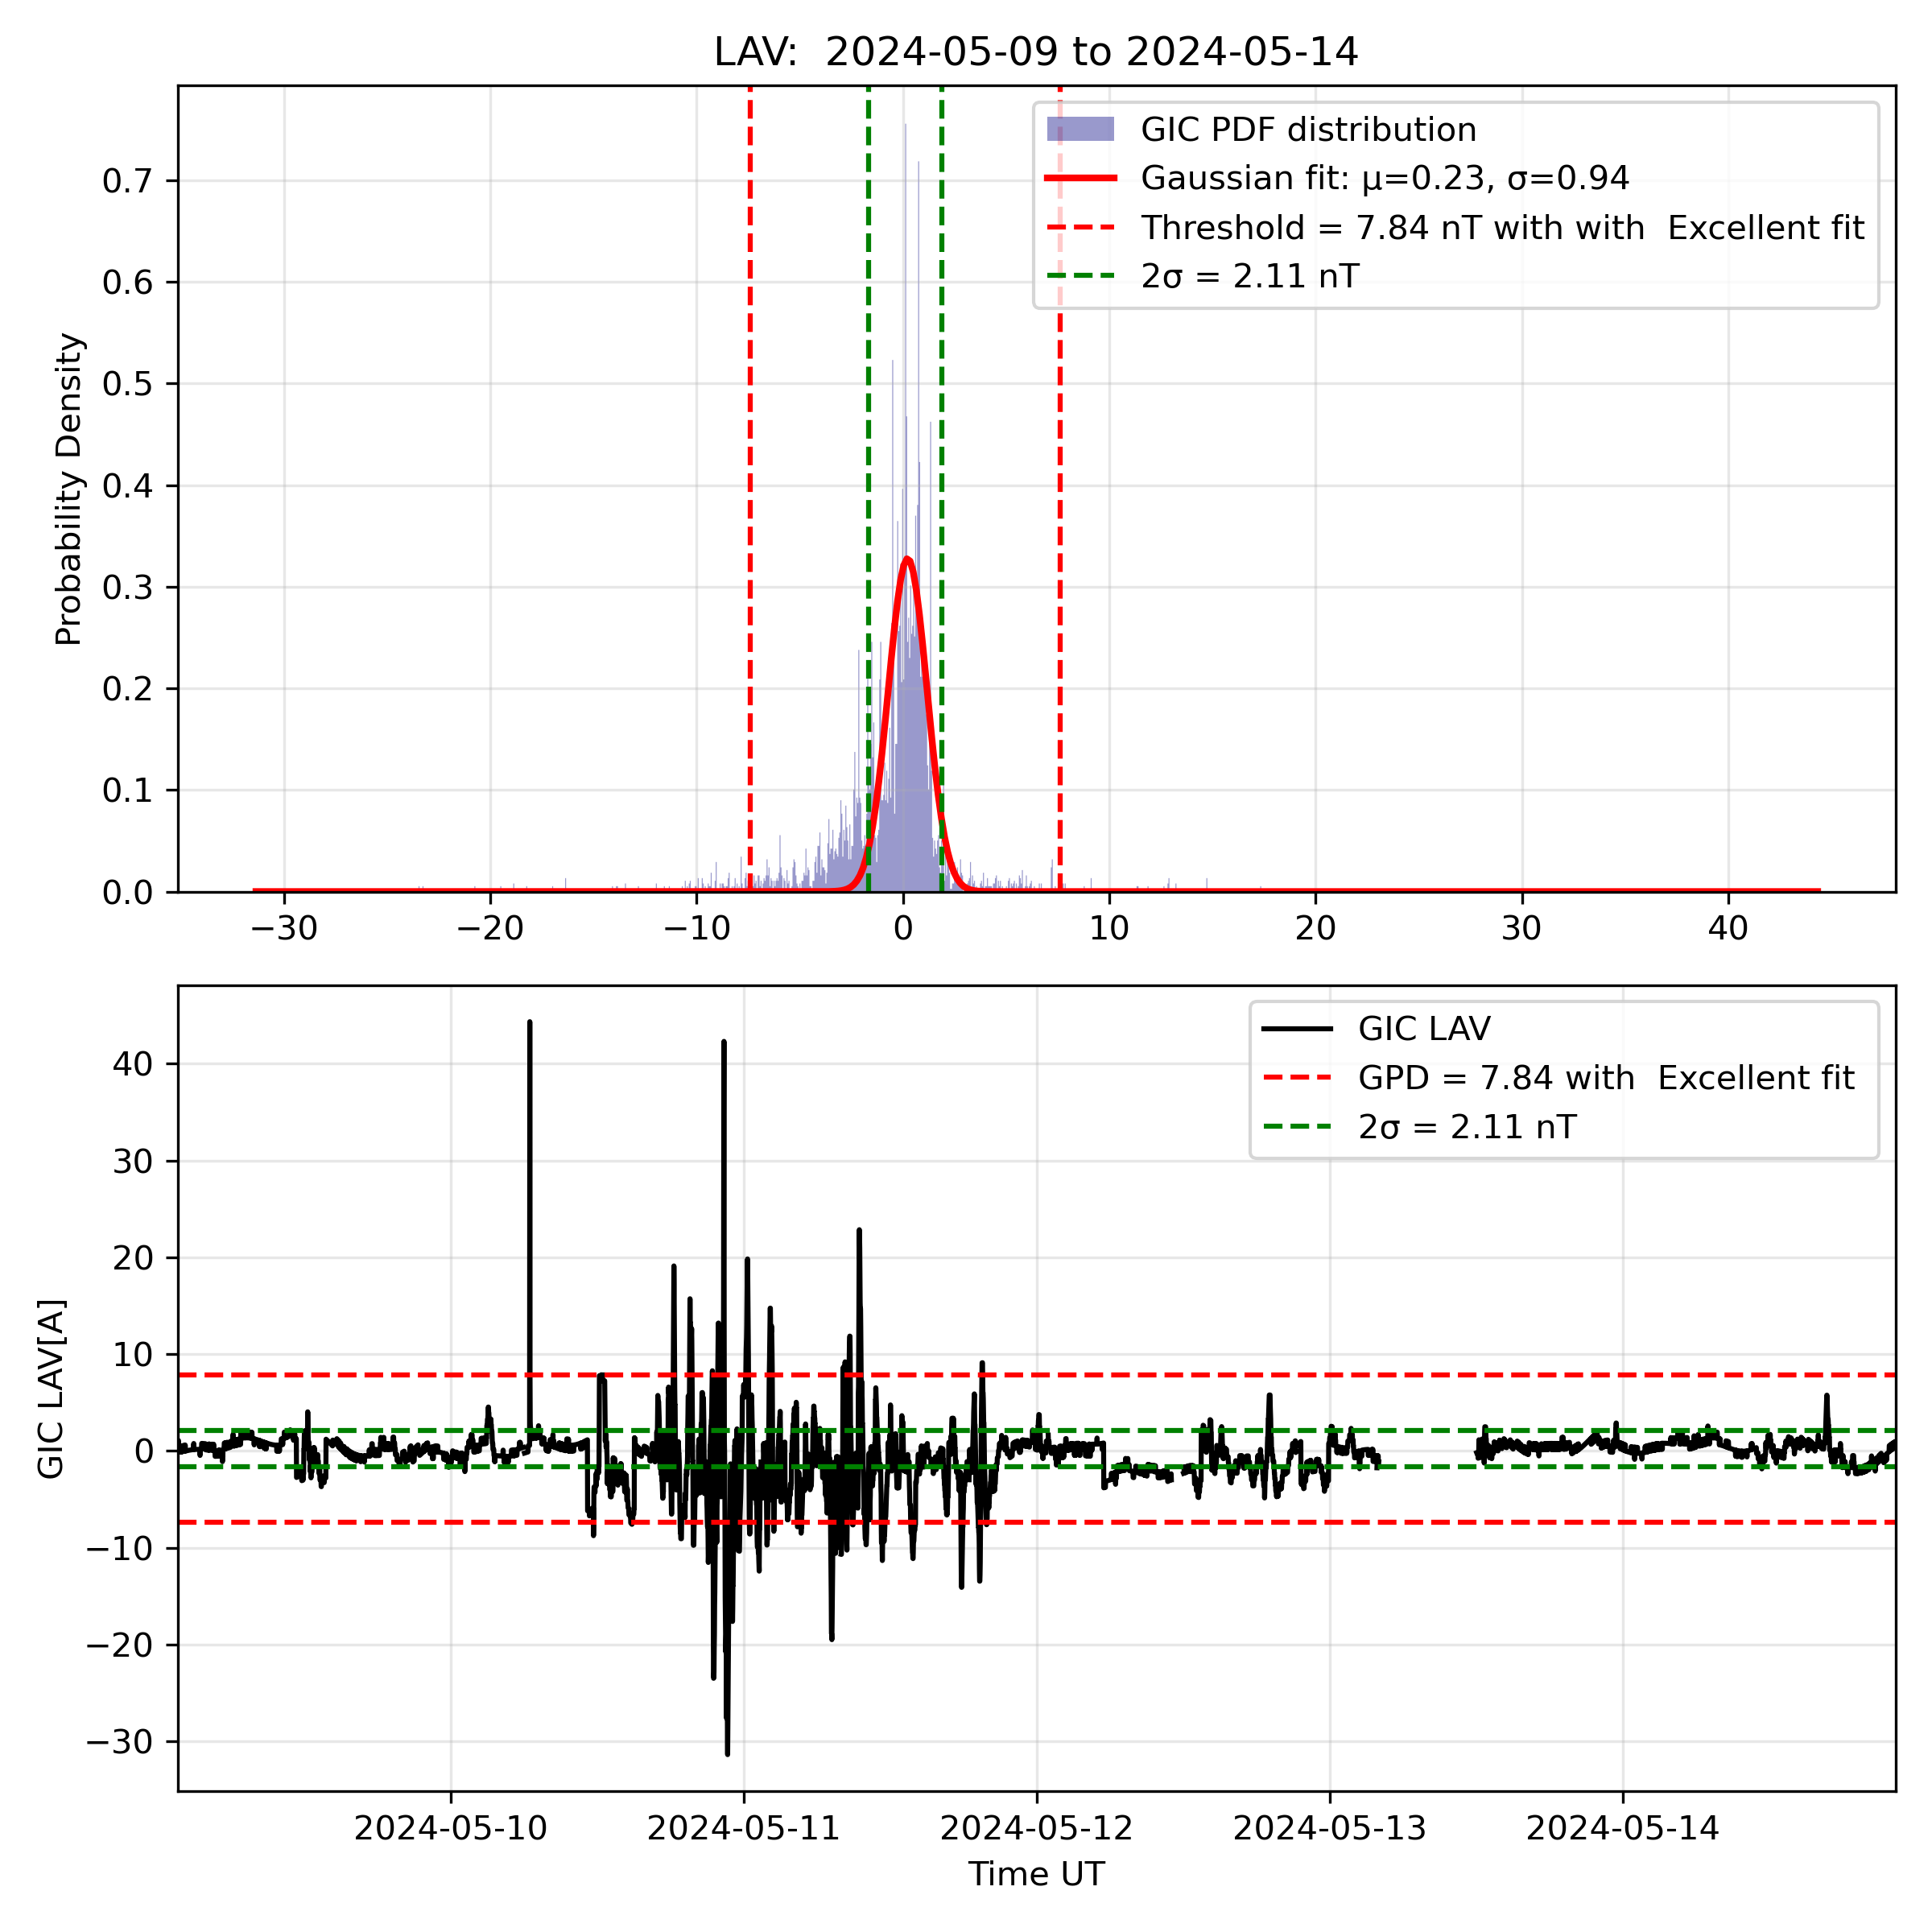 LAV:  2024-05-09 to 2024-05-14
GIC PDF distribution
Gaussian fit: μ=0.23, σ=0.94
Threshold = 7.84 nT with with  Excellent fit
2σ = 2.11 nT
Probability Density
0.7
0.6
0.5
0.4
0.3
0.2
0.1
0.0
−30
−20
−10
0
10
20
30
40
GIC LAV
GPD = 7.84 with  Excellent fit
2σ = 2.11 nT
GIC LAV[A]
40
30
20
10
0
−10
−20
−30
2024-05-10
2024-05-11
2024-05-12
2024-05-13
2024-05-14
Time UT